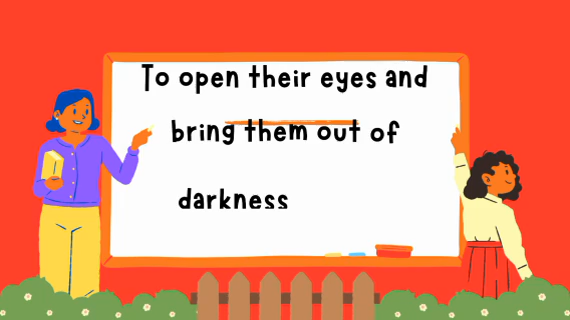 To open their eyes and
bring them out of
darkness